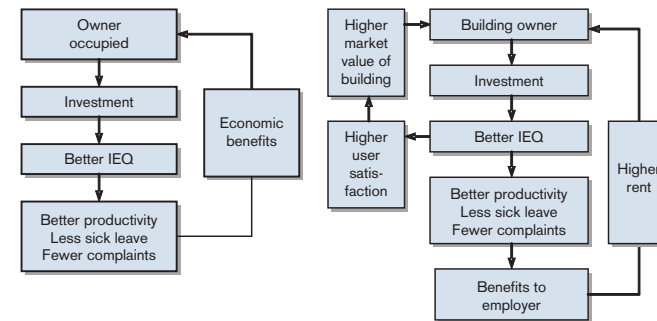 Owner
occupied
Investment
Better IEQ
Better productivity
Less sick leave
Fewer complaints
Economic
benefits
Higher
market
value of
building
Higher
user
satis-
faction
Building owner
Investment
Better IEQ
Better productivity
Less sick leave
Fewer complaints
Benefits to
employer
Higher
rent